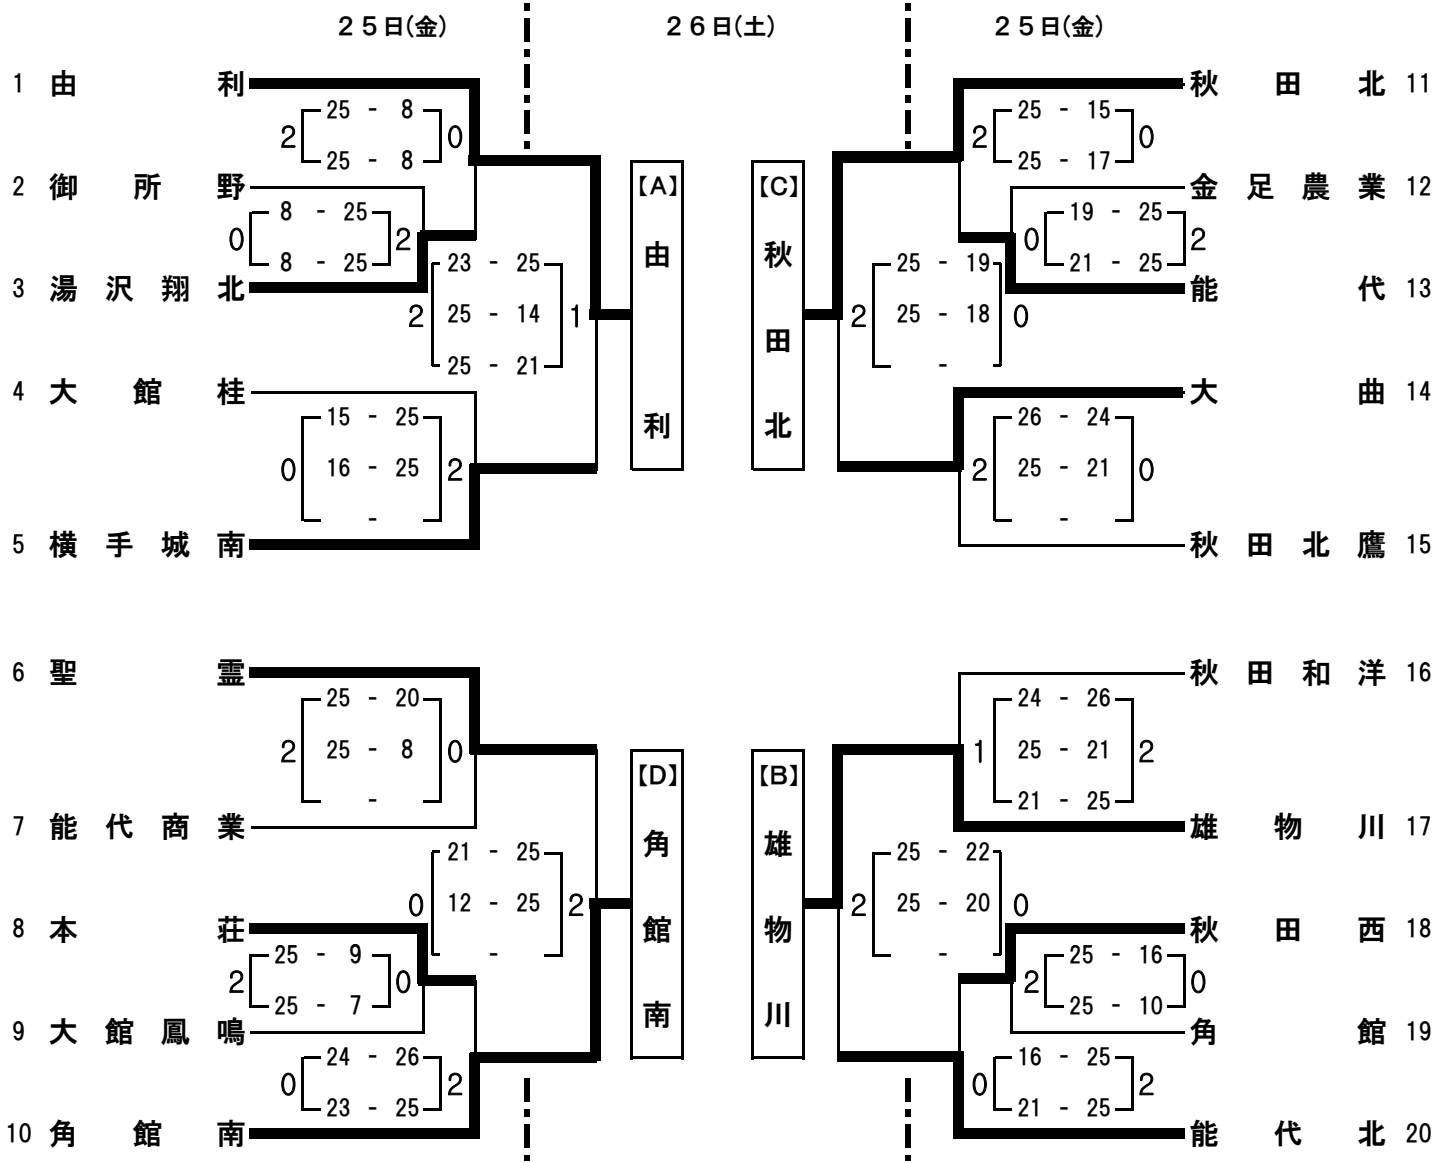 ２５日(金) ２６日(土) ２５日(金)
1 由利
25 - 8
2 0
25 - 8
2 御所野
8 - 25
0 2
8 - 25
3 湯沢翔北
23 - 25
2 25 - 14 1
25 - 21
4 大館桂
15 - 25
0 16 - 25 2
-
5 横手城南
【A】
由利
【C】
秋田北
秋田北 11
25 - 15
2 0
25 - 17
金足農業 12
19 - 25
0 2
21 - 25
能代 13
25 - 19
2 25 - 18 0
-
大曲 14
26 - 24
2 25 - 21 0
-
秋田北鷹 15
6 聖霊
25 - 20
2 25 - 8 0
-
7 能代商業
21 - 25
0 12 - 25 2
-
8 本荘
25 - 9
2 0
25 - 7
9 大館鳳鳴
24 - 26
0 2
23 - 25
10 角館南
【D】
角館南
【B】
雄物川
秋田和洋 16
24 - 26
1 25 - 21 2
21 - 25
雄物川 17
25 - 22
2 25 - 20 0
-
秋田西 18
25 - 16
2 0
25 - 10
角館 19
16 - 25
0 2
21 - 25
能代北 20